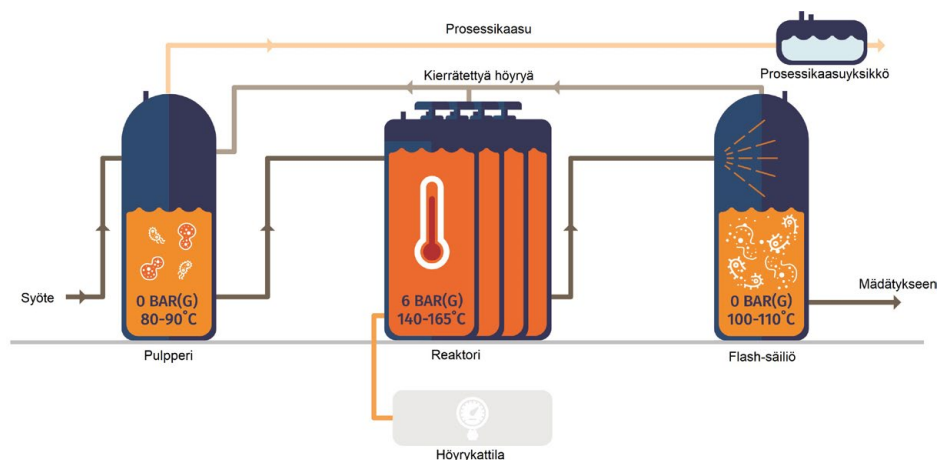 Prosessikaasu
Prosessikaasuyksikkö
Kierrätettyä höyryä
Syöte
0 BAR(G)
80-90°C
6 BAR(G)
140-165°C
0 BAR(G)
100-110°C
Mädätykseen
Pulpperi
Reaktori
Flash-säiliö
Höyrykattila